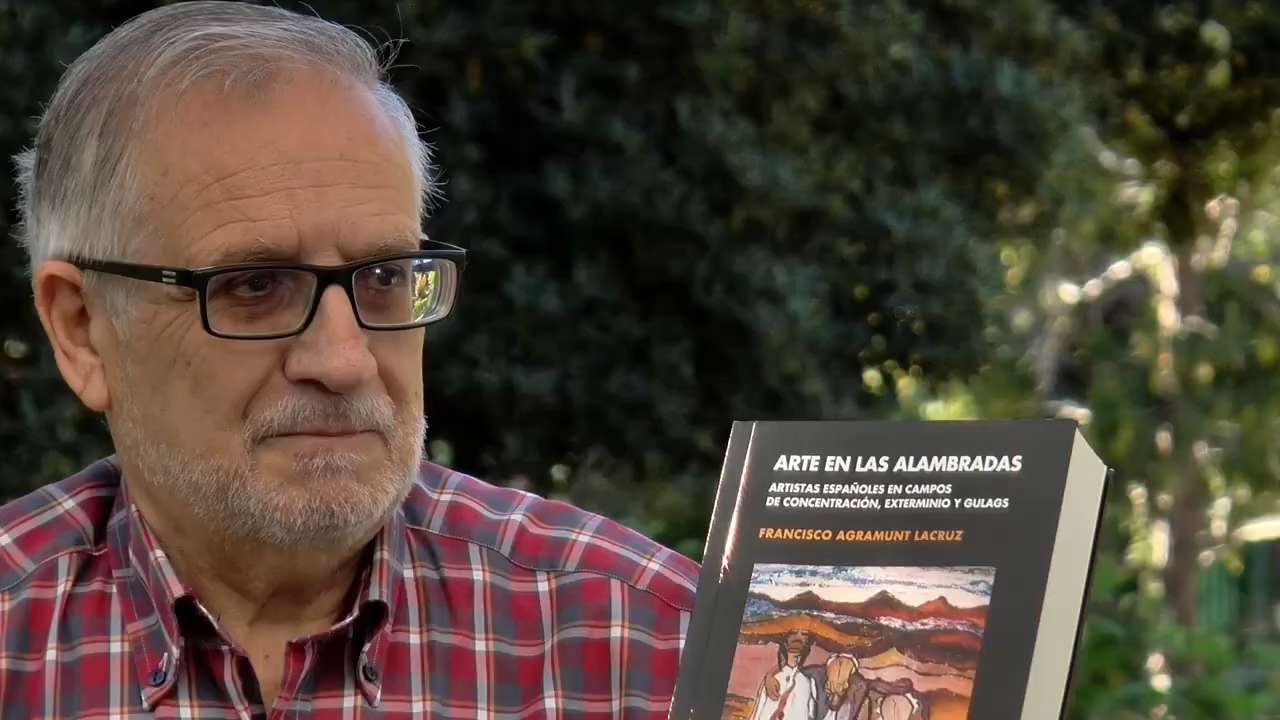 ARTE EN LAS ALAMBRADAS
ARTISTAS ESPAÑOLES EN CAMPOS
DE CONCENTRACIÓN, EXTERMINIO Y GULAGS
FRANCISCO AGRAMUNT LACRUZ